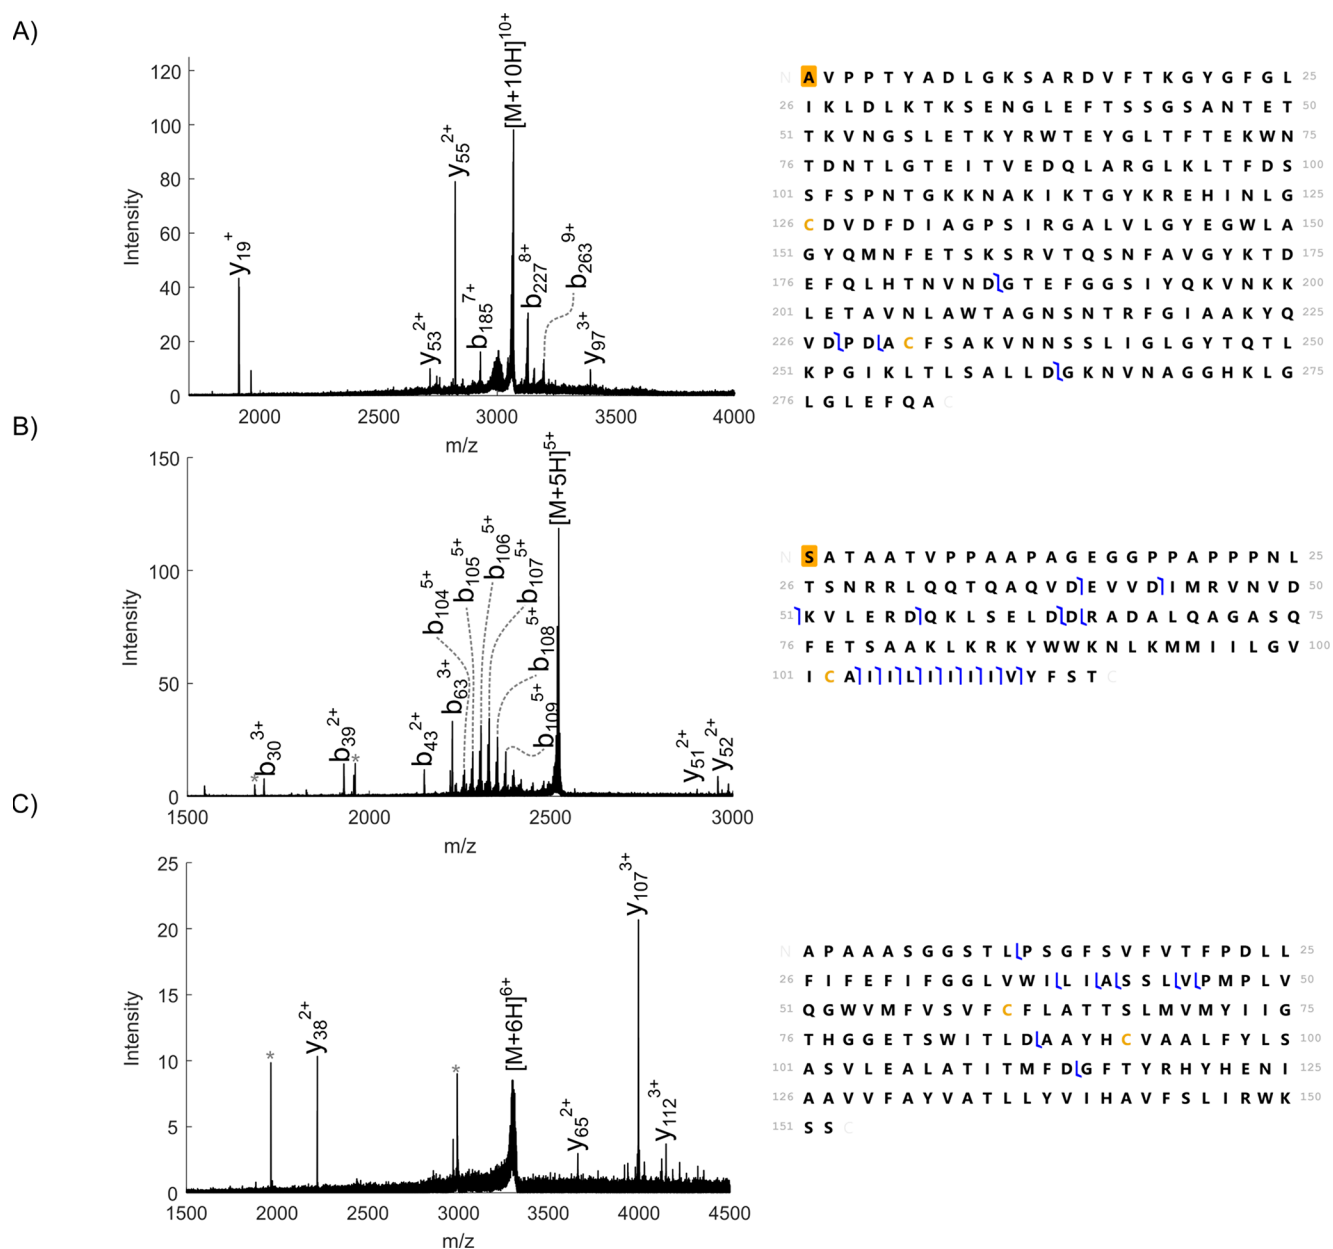 A)
Intensity
120
100
80
60
40
20
0
2000
2500
3000
3500
4000
m/z
y19+
y53 2+
y55 2+
b185 7+
[M+10H]10+
b227 8+
b263 9+
y97 3+
N A V P P T Y A D L G K S A R D V F T K G Y G F G L 25
26 I K L D L K T K S E N G L E F T S S G S A N T E T 50
51 T K V N G S L E T K Y R W T E Y G L T F T E K W N 75
76 T D N T L G T E I T V E D Q L A R G L K L T F D S 100
101 S F S P N T G K K N A K I K T G Y K R E H I N L G 125
126 C D V D F D I A G P S I R G A L V L G Y E G W L A 150
151 G Y Q M N F E T S K S R V T Q S N F A V G Y K T D 175
176 E F Q L H T N V N D G T E F G G S I Y Q K V N K K 200
201 L E T A V N L A W T A G N S N T R F G I A A K Y Q 225
226 V D P D A C F S A K V N N S S L I G L G Y T Q T L 250
251 K P G I K L T L S A L L D G K N V N A G G H K L G 275
276 L G L E F Q A C
B)
Intensity
150
100
50
0
1500
2000
2500
3000
m/z
*
b30 3+
b39 2+
*
b43 2+
b63 3+
b104 5+
b105 5+
b106 5+
b107 5+
b108 5+
b109 5+
[M+5H]5+
y51 2+
y52 2+
N S A T A A T V P P A A P A G E G G P P A P P P N L 25
26 T S N R R L Q Q T Q A Q V D E V V D I M R V N V D 50
51 K V L E R D Q K L S E L D D R A D A L Q A G A S Q 75
76 F E T S A A K L K R K Y W W K N L K M M I I L G V 100
101 I C A I I L I I I I V Y F S T C
C)
Intensity
25
20
15
10
5
0
1500
2000
2500
3000
3500
4000
4500
m/z
*
y38 2+
*
[M+6H]6+
y65 2+
y107 3+
y112 3+
N A P A A A S G G S T L P S G F S V F V T F P D L L 25
26 F I F E F I F G G L V W I L I A S S L V P M P L V 50
51 Q G W V M F V S V F C F L A T T S L M V M Y I I G 75
76 T H G G E T S W I T L D A A Y H C V A A L F Y L S 100
101 A S V L E A L A T I T M F D G F T Y R H Y H E N I 125
126 A A V V F A Y V A T L L Y V I H A V F S L I R W K 150
151 S S C